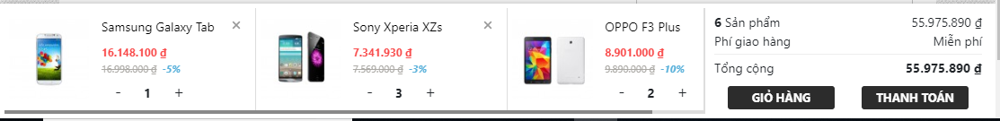 Samsung Galaxy Tab ×
16.148.100 ₫
16.998.000 ₫ -5%
- 1 +
Sony Xperia XZs ×
7.341.930 ₫
7.569.000 ₫ -3%
- 3 +
OPPO F3 Plus
8.901.000 ₫
9.890.000 ₫ -10%
- 2 +
6 Sản phẩm 55.975.890 ₫
Phí giao hàng Miễn phí
Tổng cộng 55.975.890 ₫
GIỎ HÀNG THANH TOÁN